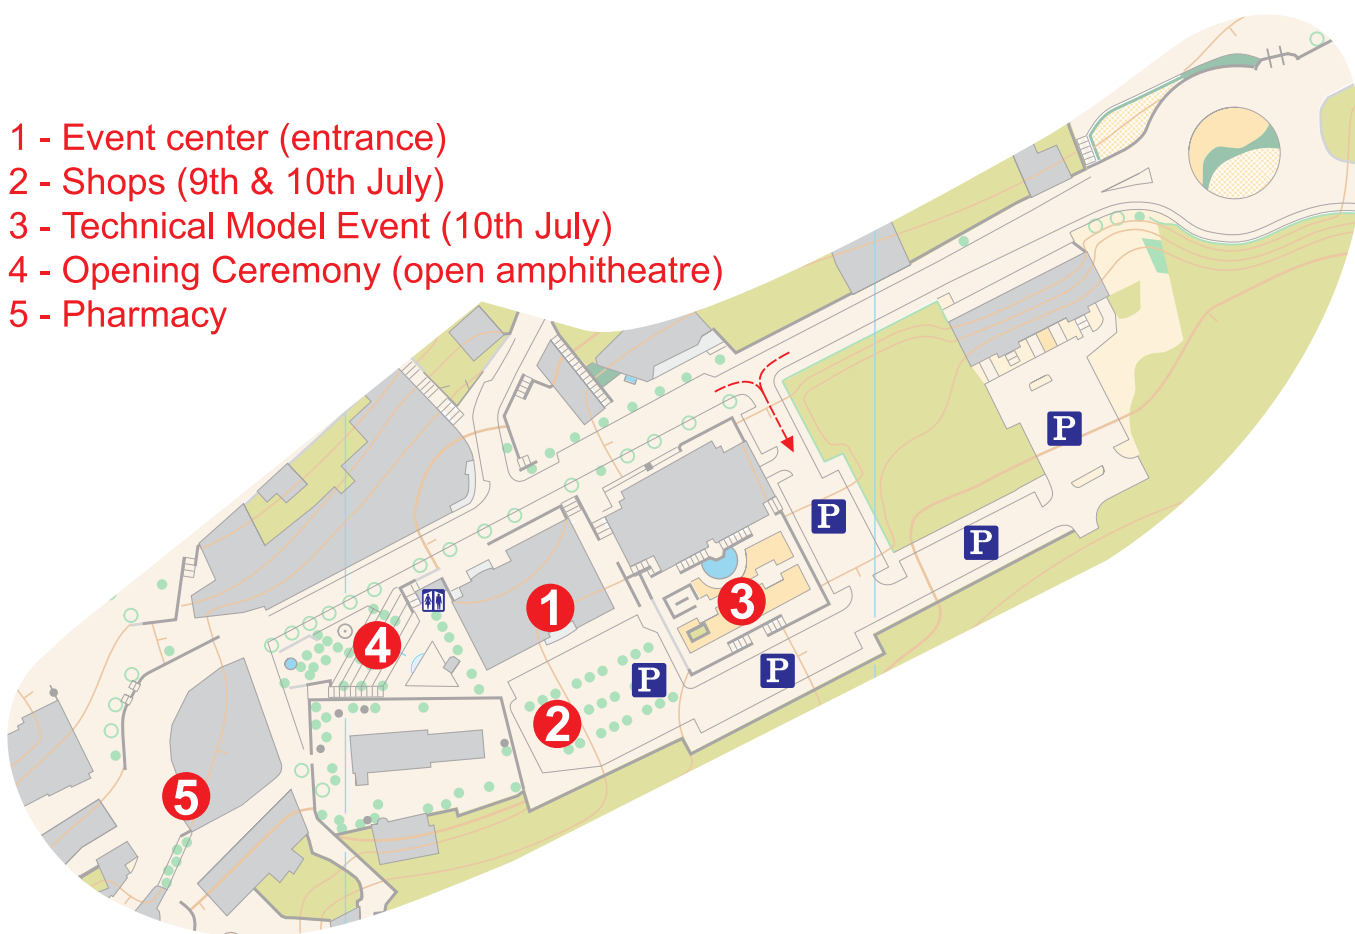 1 - Event center (entrance)
2 - Shops (9th & 10th July)
3 - Technical Model Event (10th July)
4 - Opening Ceremony (open amphitheatre)
5 - Pharmacy
P
P
P
1
3
4
P
P
2
5